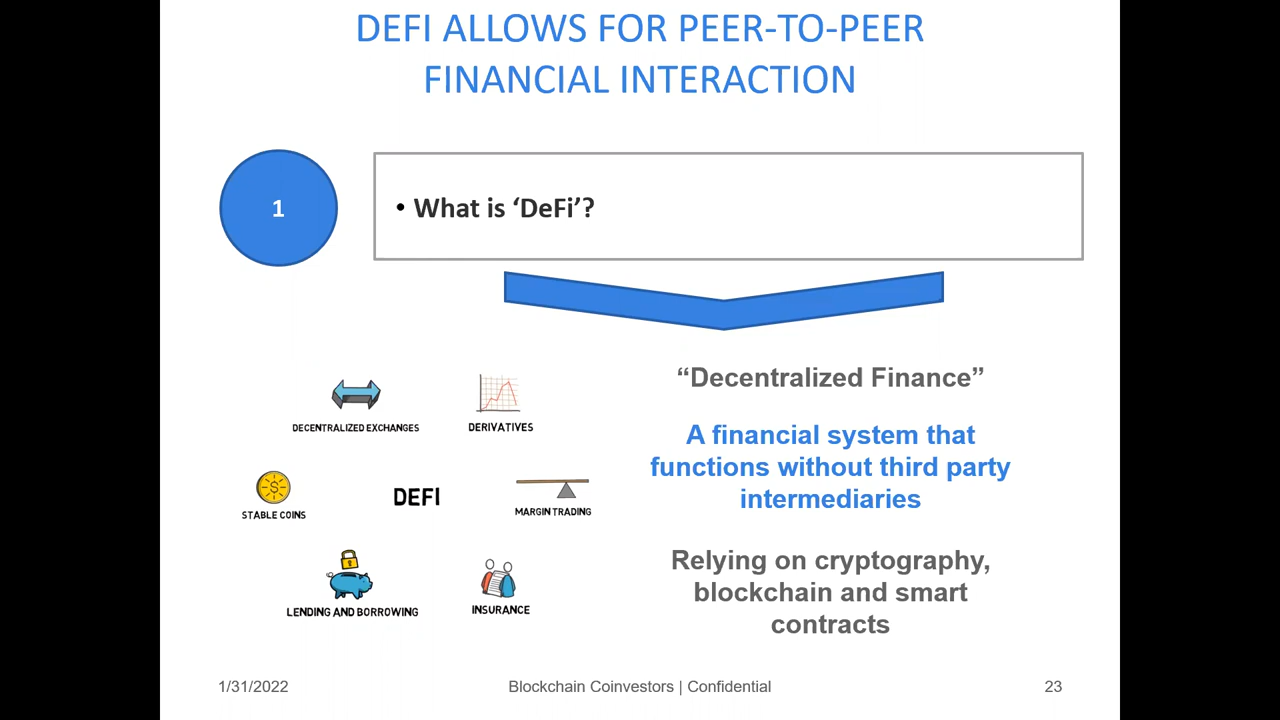 DEFI ALLOWS FOR PEER-TO-PEER
FINANCIAL INTERACTION
1
• What is ‘DeFi’?
DECENTRALIZED EXCHANGES
DERIVATIVES
STABLE COINS
DEFI
MARGIN TRADING
LENDING AND BORROWING
INSURANCE
“Decentralized Finance”
A financial system that
functions without third party
intermediaries
Relying on cryptography,
blockchain and smart
contracts
1/31/2022
Blockchain Coinvestors | Confidential
23